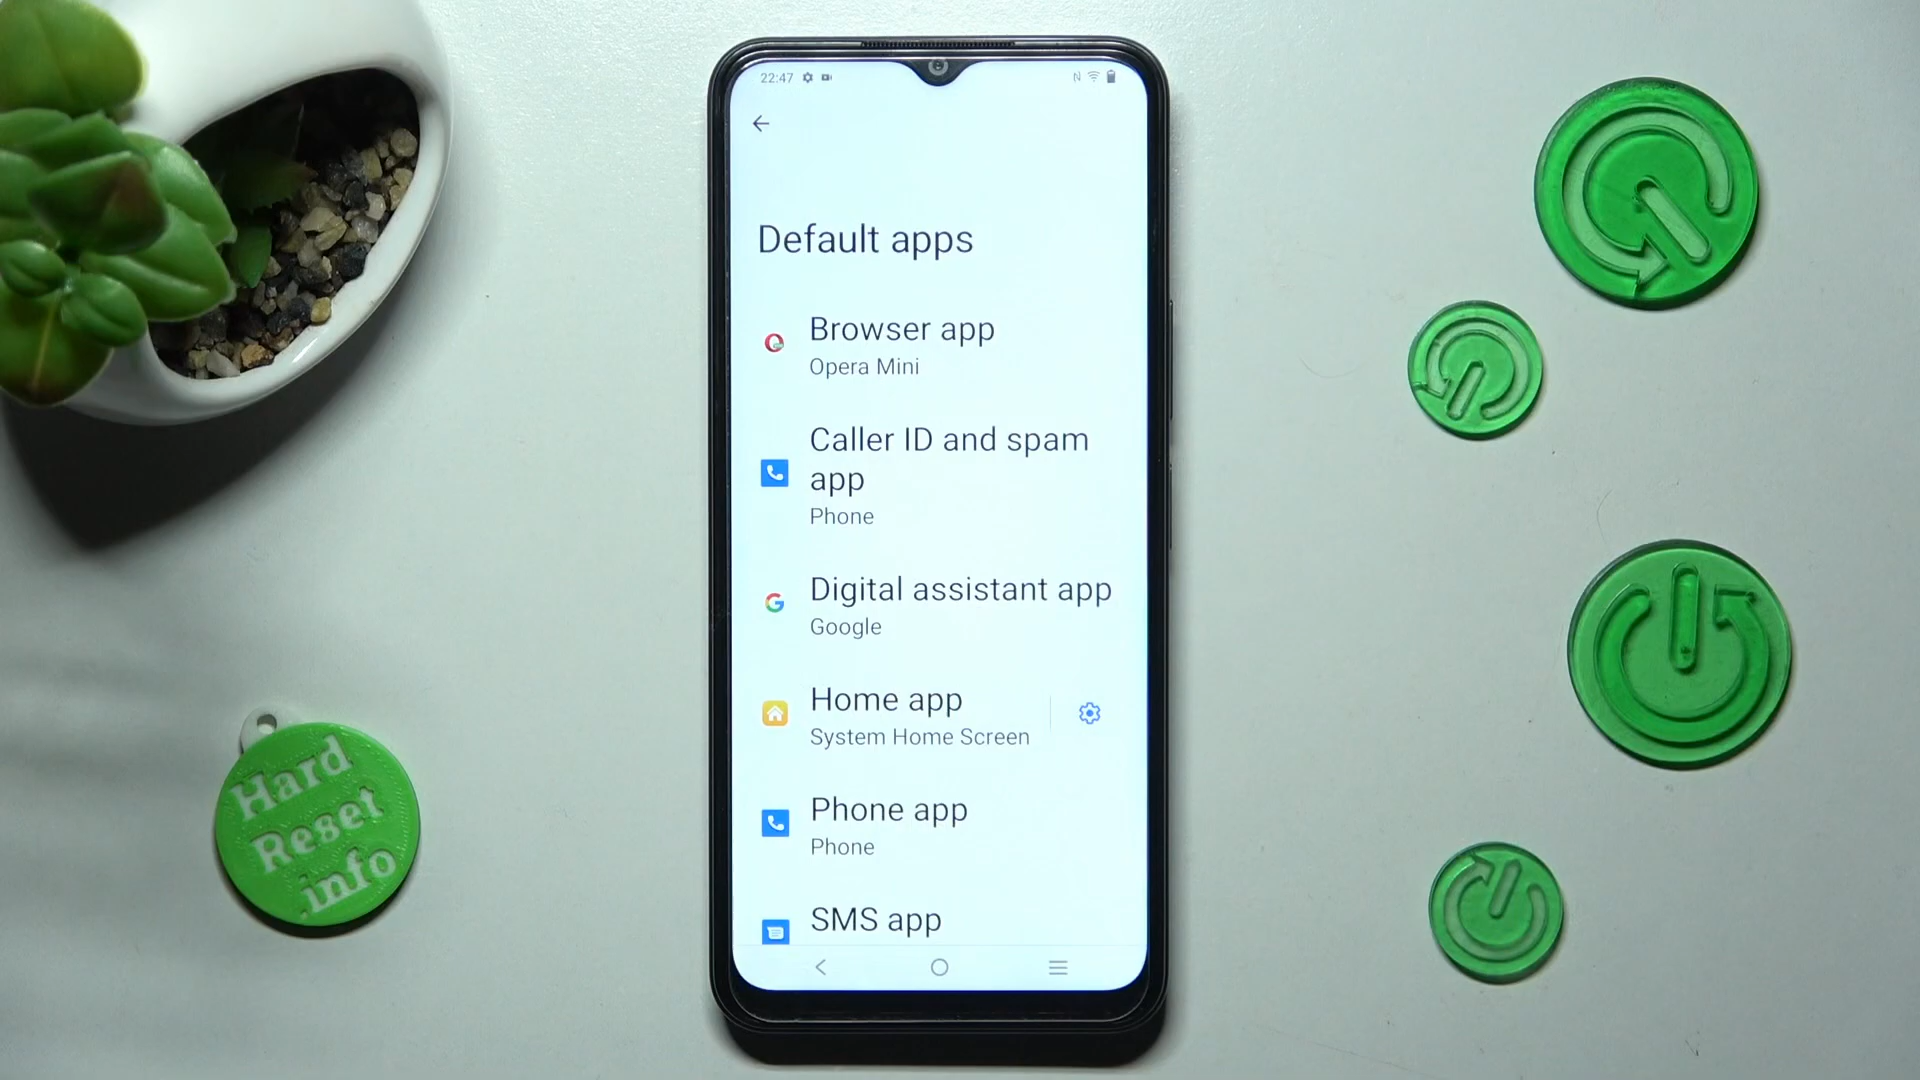 22:47
Default apps
Browser app
Opera Mini
Caller ID and spam
app
Phone
Digital assistant app
Google
Home app
System Home Screen
Phone app
Phone
SMS app
Hard
Reset
.info